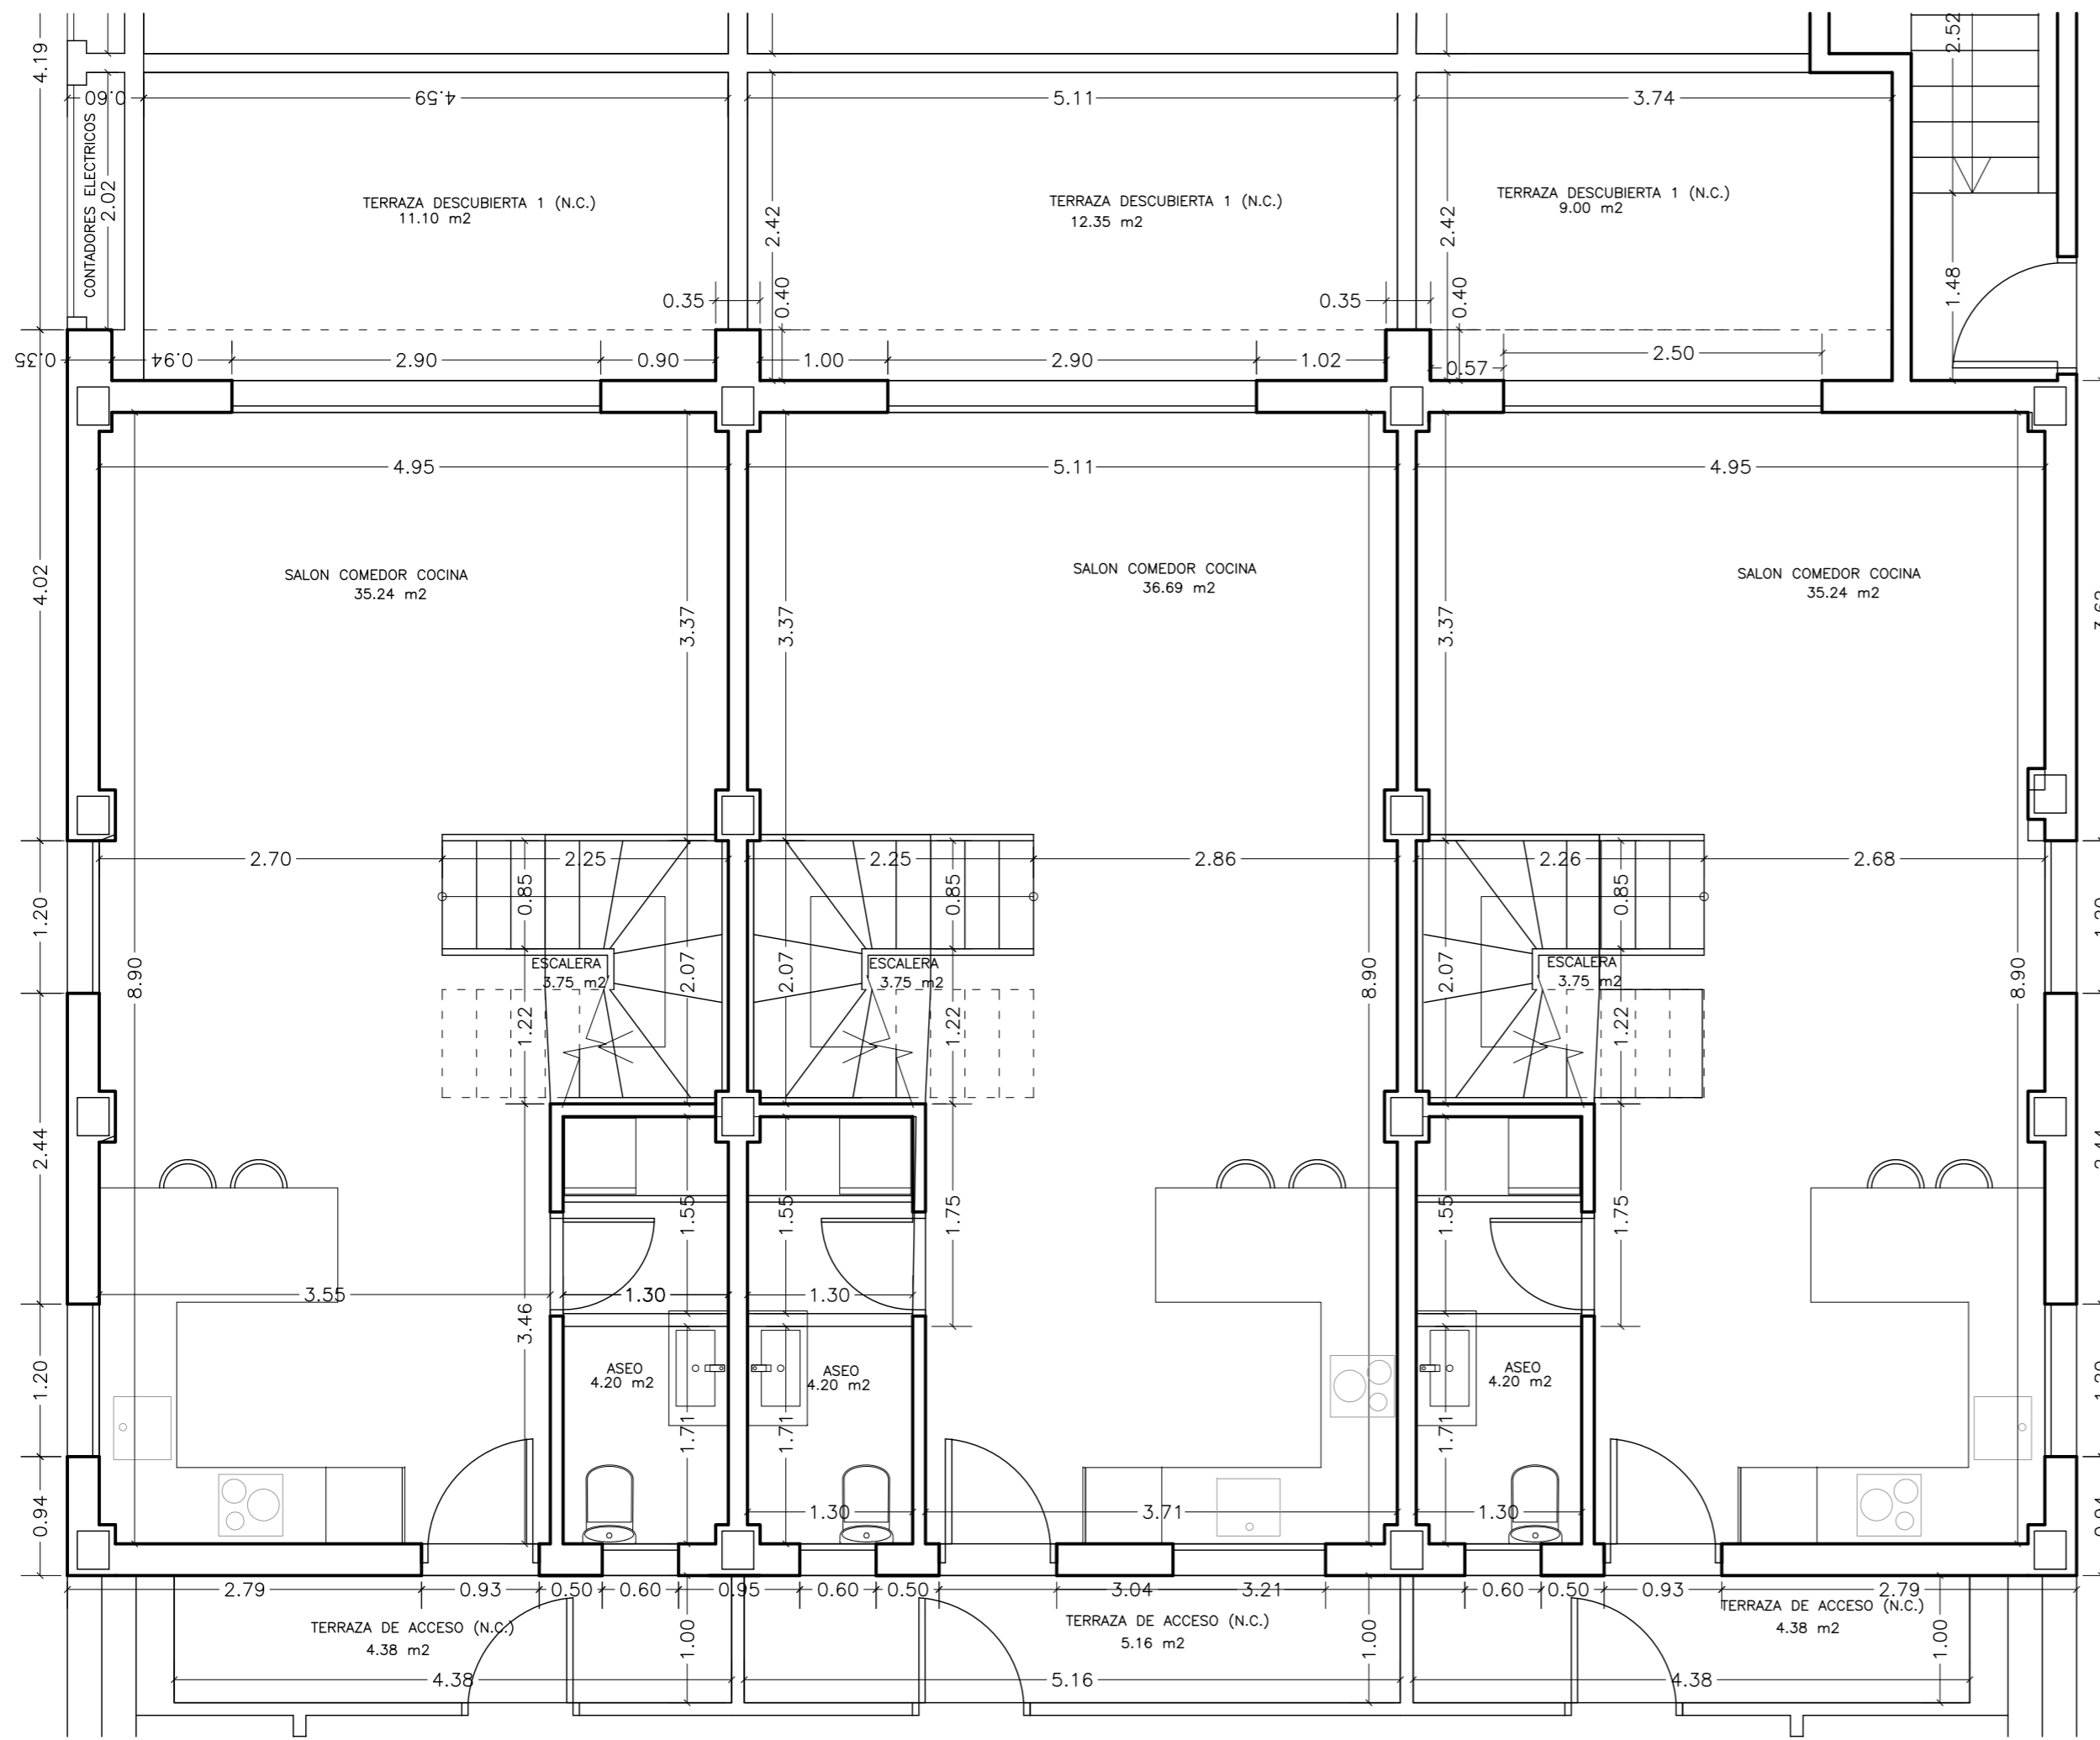 4.19
2.52
0.60
4.59
5.11
3.74
CONTADORES ELECTRICOS
2.02
TERRAZA DESCUBIERTA 1 (N.C.)
11.10 m2
TERRAZA DESCUBIERTA 1 (N.C.)
12.35 m2
TERRAZA DESCUBIERTA 1 (N.C.)
9.00 m2
2.42
2.42
1.48
0.35
0.40
0.35
0.40
0.35
0.94
2.90
0.90
1.00
2.90
1.02
0.57
2.50
4.95
5.11
4.95
SALON COMEDOR COCINA
35.24 m2
SALON COMEDOR COCINA
36.69 m2
SALON COMEDOR COCINA
35.24 m2
4.02
3.37
3.37
3.37
3.62
2.70
2.25
2.25
2.86
2.26
2.68
1.20
0.85
0.85
0.85
1.20
8.90
2.07
2.07
8.90
2.07
8.90
ESCALERA
3.75 m2
ESCALERA
3.75 m2
ESCALERA
3.75 m2
1.22
1.22
1.22
2.44
2.44
1.55
1.55
1.75
1.55
1.75
3.55
1.30
1.30
3.46
1.20
1.20
ASEO
4.20 m2
ASEO
4.20 m2
ASEO
4.20 m2
1.71
1.71
1.71
0.94
0.94
1.30
3.71
1.30
2.79
0.93
0.50
0.60
0.95
0.60
0.50
3.04
3.21
0.60
0.50
0.93
2.79
TERRAZA DE ACCESO (N.C.)
4.38 m2
TERRAZA DE ACCESO (N.C.)
5.16 m2
TERRAZA DE ACCESO (N.C.)
4.38 m2
1.00
1.00
1.00
4.38
5.16
4.38